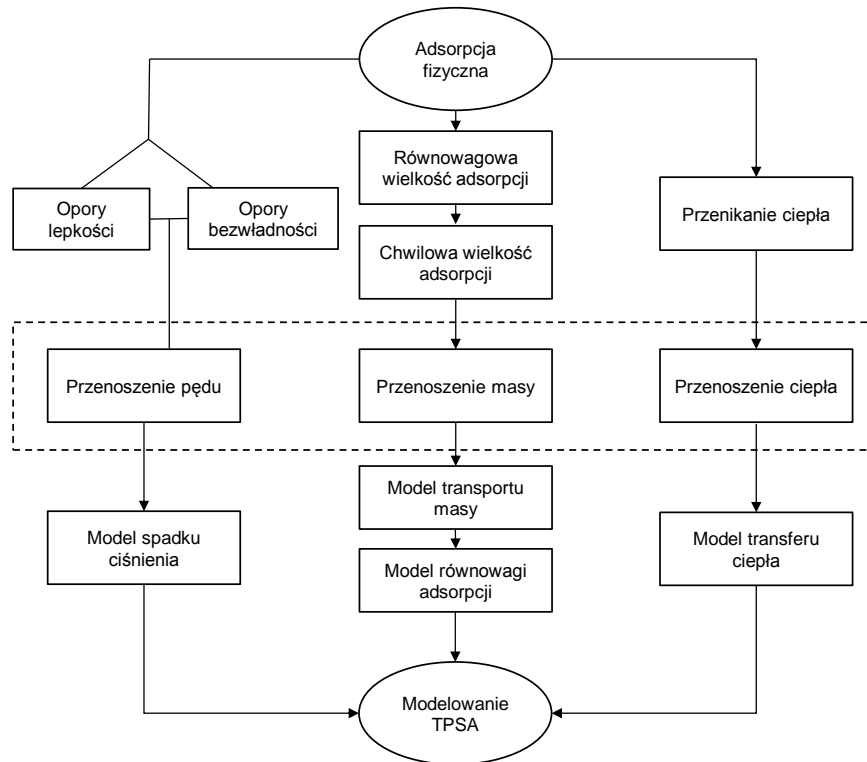 Adsorpcja
fizyczna
Równowagowa
wielkość adsorpcji
Opory
lepkości
Opory
bezwładności
Przenikanie ciepła
Chwilowa wielkość
adsorpcji
Przenoszenie pędu
Przenoszenie masy
Przenoszenie ciepła
Model transportu
masy
Model spadku
ciśnienia
Model transferu
ciepła
Model równowagi
adsorpcji
Modelowanie
TPSA